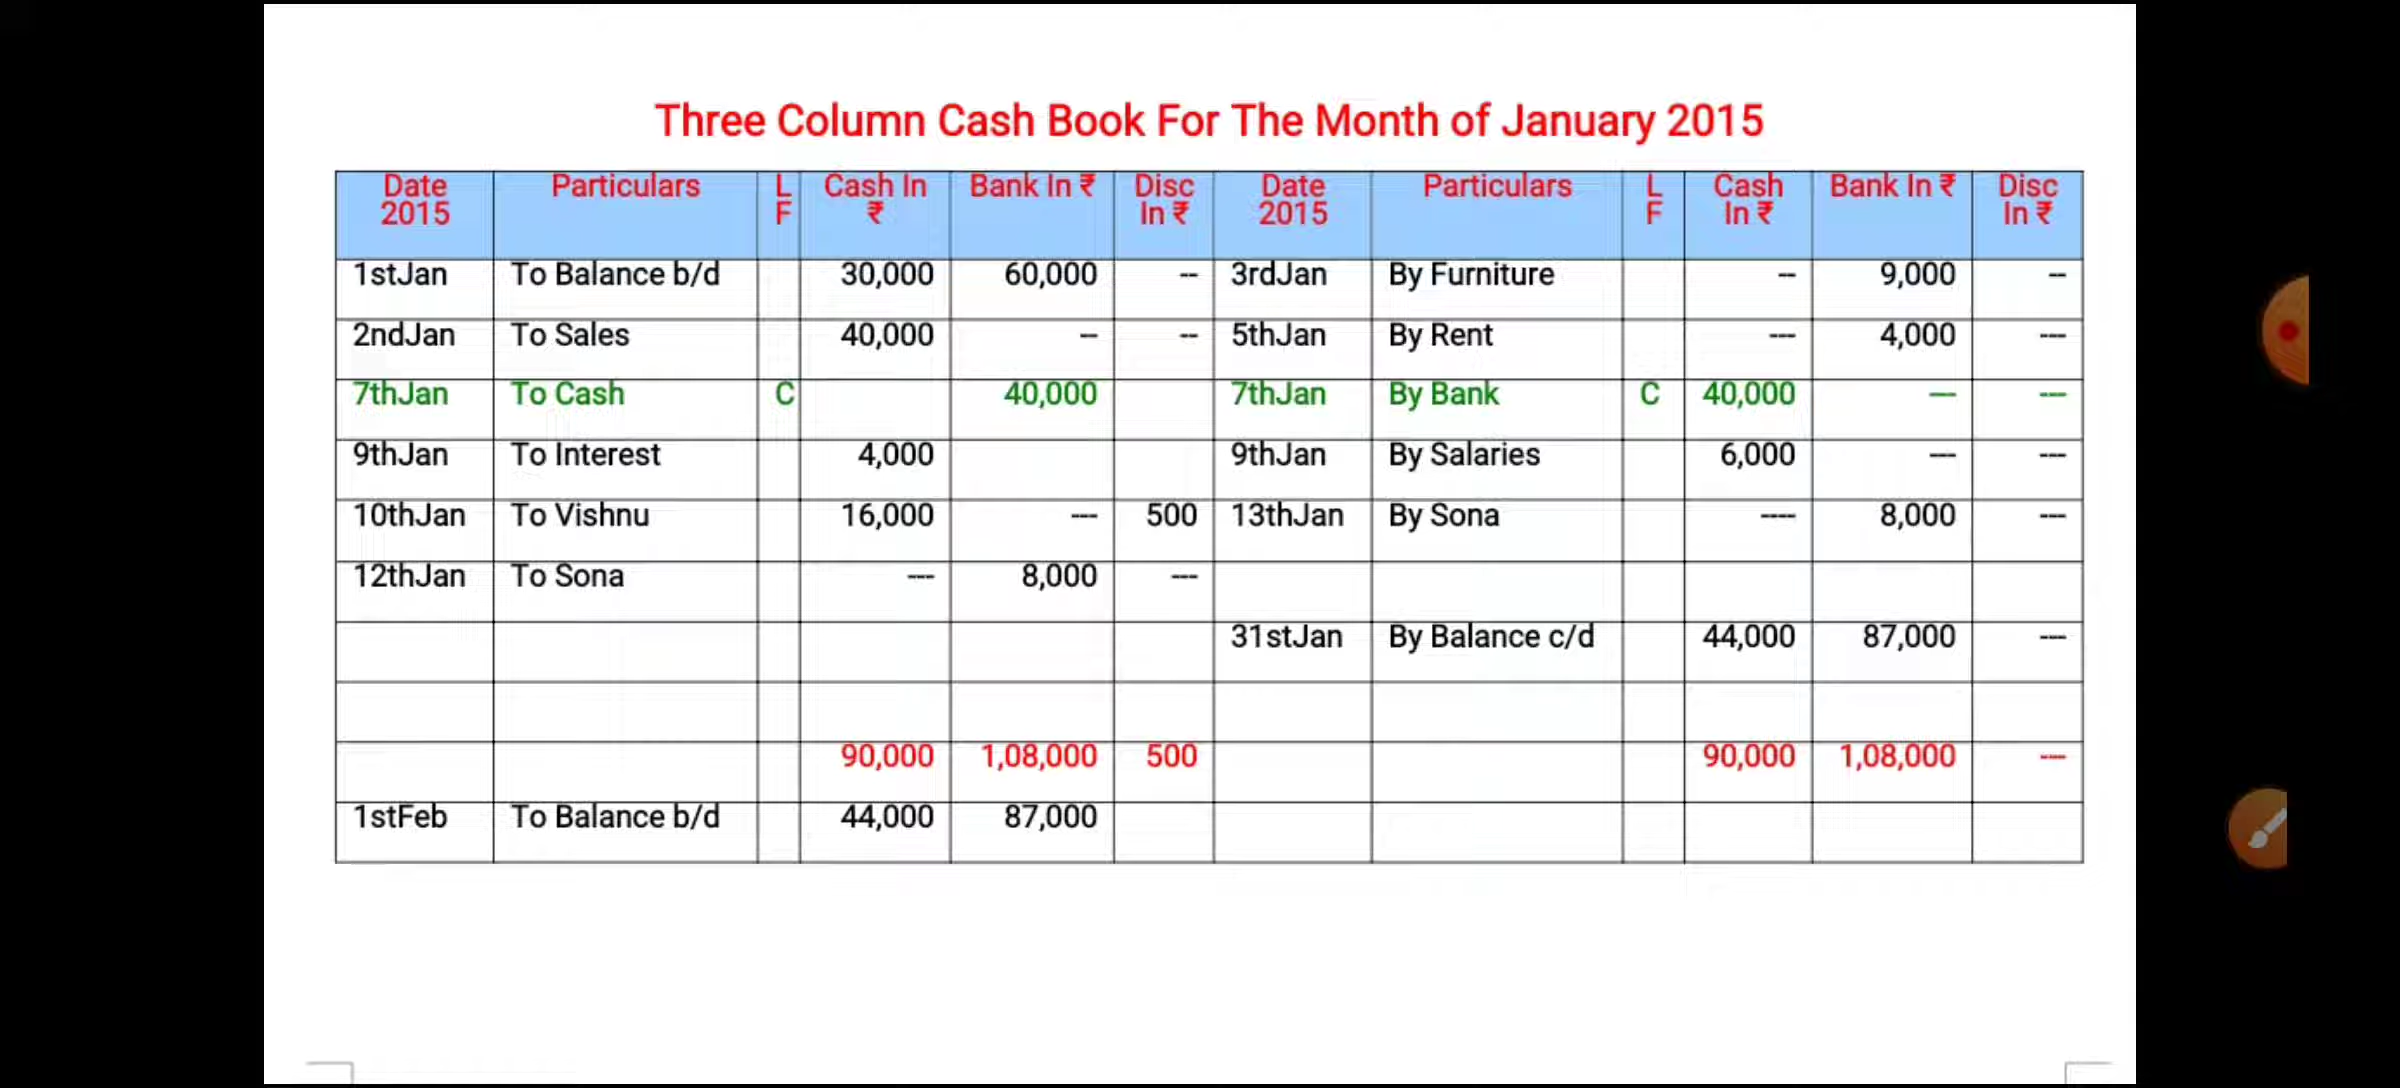 Three Column Cash Book For The Month of January 2015
Date 2015 Particulars L F Cash In ₹ Bank In ₹ Disc In ₹ Date 2015 Particulars L F Cash In ₹ Bank In ₹ Disc In ₹
1stJan To Balance b/d 30,000 60,000 -- 3rdJan By Furniture -- 9,000 --
2ndJan To Sales 40,000 -- -- 5thJan By Rent --- 4,000 ---
7thJan To Cash C 40,000 7thJan By Bank C 40,000 --- ---
9thJan To Interest 4,000 9thJan By Salaries 6,000 --- ---
10thJan To Vishnu 16,000 --- 500 13thJan By Sona ---- 8,000 ---
12thJan To Sona --- 8,000 ---
31stJan By Balance c/d 44,000 87,000 ---
90,000 1,08,000 500 90,000 1,08,000 ---
1stFeb To Balance b/d 44,000 87,000